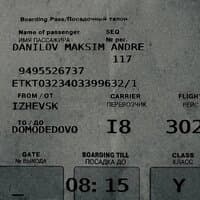 Boarding Pass/Посадочный талон
Name of passenger SEQ
ИМЯ ПАССАЖИРА № рег.
DANILOV MAKSIM ANDRE
117
9495526737
ETKT0323403399632/1
FROM / ОТ CARRIER FLIGH
IZHEVSK ПЕРЕВОЗЧИК РЕЙС
TO / ДО
DOMODEDOVO I8 302
GATE BOARDING TILL CLASS
№ ВЫХОДА ПОСАДКА ДО КЛАСС
08:15 Y